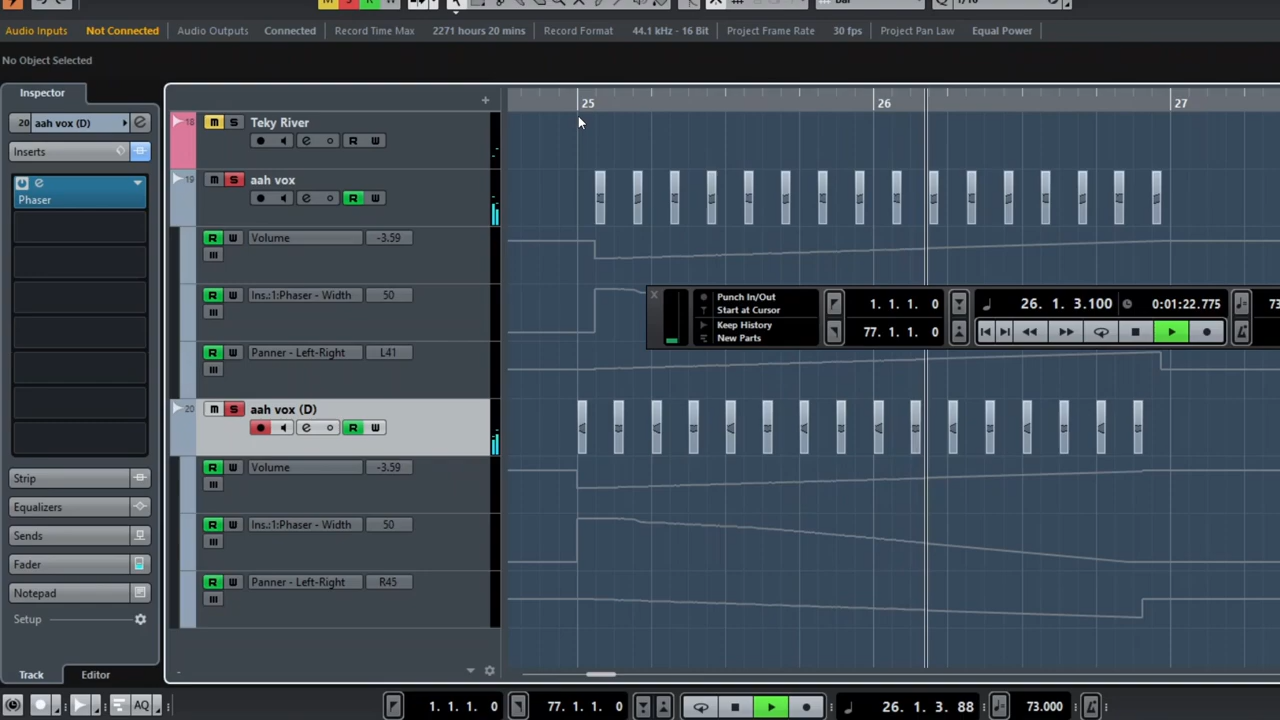 Bar
1/16
Audio Inputs Not Connected Audio Outputs Connected Record Time Max 2271 hours 20 mins Record Format 44.1 kHz - 16 Bit Project Frame Rate 30 fps Project Pan Law Equal Power
No Object Selected
Inspector
20 aah vox (D)
Inserts
Phaser
Strip
Equalizers
Sends
Fader
Notepad
Setup
Track Editor
25 26 27
18 m S Teky River
R W
19 m S aah vox
R W
R W Volume -3.59
R W Ins.:1:Phaser - Width 50
R W Panner - Left-Right L41
20 m S aah vox (D)
R W
R W Volume -3.59
R W Ins.:1:Phaser - Width 50
R W Panner - Left-Right R45
X
Punch In/Out
Start at Cursor
Keep History
New Parts
1. 1. 1. 0
77. 1. 1. 0
26. 1. 3.100 0:01:22.775 73
AQ 1. 1. 1. 0 77. 1. 1. 0 26. 1. 3. 88 73.000